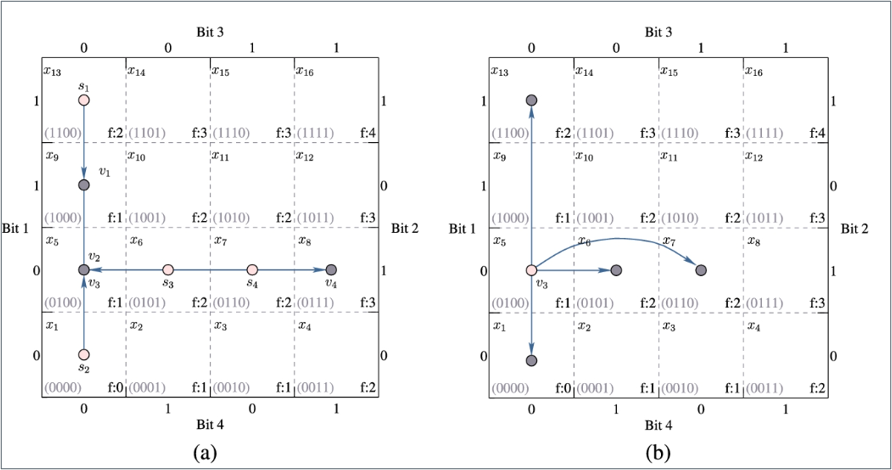 Bit 3
0 0 1 1
x13 x14 x15 x16
s1
1 1
(1100) f:2 (1101) f:3 (1110) f:3 (1111) f:4
x9 x10 x11 x12
v1
1 0
(1000) f:1 (1001) f:2 (1010) f:2 (1011) f:3
Bit 1 Bit 2
x5 x6 x7 x8
v2
0 1
v3 s3 s4 v4
(0100) f:1 (0101) f:2 (0110) f:2 (0111) f:3
x1 x2 x3 x4
0 0
s2
(0000) f:0 (0001) f:1 (0010) f:1 (0011) f:2
0 1 0 1
Bit 4
(a)
Bit 3
0 0 1 1
x13 x14 x15 x16
1 1
(1100) f:2 (1101) f:3 (1110) f:3 (1111) f:4
x9 x10 x11 x12
1 0
(1000) f:1 (1001) f:2 (1010) f:2 (1011) f:3
Bit 1 Bit 2
x5 x6 x7 x8
0 1
v3
(0100) f:1 (0101) f:2 (0110) f:2 (0111) f:3
x1 x2 x3 x4
0 0
(0000) f:0 (0001) f:1 (0010) f:1 (0011) f:2
0 1 0 1
Bit 4
(b)